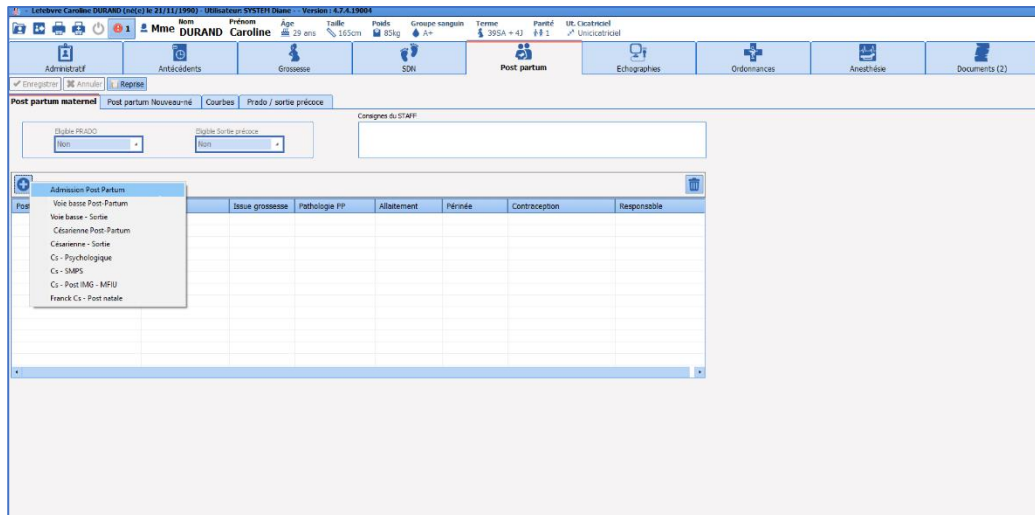 Lefebvre Caroline DURAND (né(e) le 21/11/1990) - Utilisateur: SYSTEM Diane - - Version : 4.7.4.19004
1 Mme Nom DURAND Prénom Caroline Âge 29 ans Taille 165cm Poids 85kg Groupe sanguin A+ Terme 39SA + 4J Parité 1 Ut. Cicatriciel Unicicatriciel
Administratif Antécédents Grossesse SDN Post partum Echographies Ordonnances Anesthésie Documents (2)
Enregistrer Annuler Reprise
Post partum maternel Post partum Nouveau-né Courbes Prado / sortie précoce
Consignes du STAFF
Eligible PRADO Eligible Sortie précoce
Non Non
Admission Post Partum
Post Issue grossesse Pathologie PP Allaitement Périnée Contraception Responsable
Voie basse Post-Partum
Voie basse - Sortie
Césarienne Post-Partum
Césarienne - Sortie
Cs - Psychologique
Cs - SMPS
Cs - Post IMG - MFIU
Franck Cs - Post natale